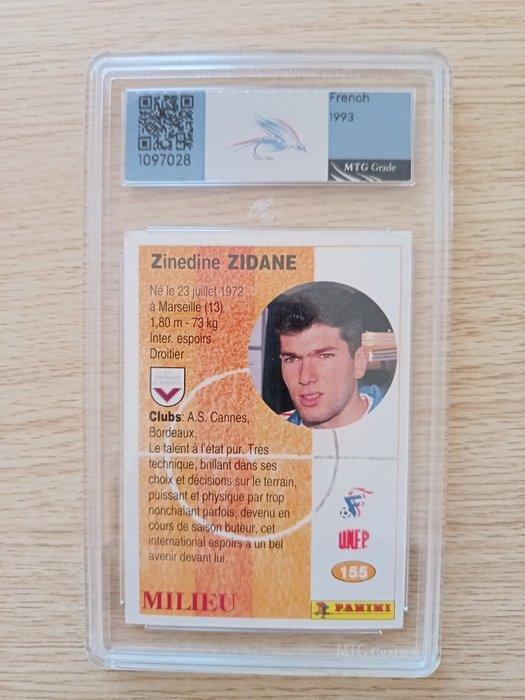 French
1993
1097028
MTG Grade
Zinedine ZIDANE
Né le 23 juillet 1972
à Marseille (13)
1,80 m - 73 kg
Inter. espoirs
Droitier
Clubs: A.S. Cannes,
Bordeaux.
Le talent à l'état pur. Très
technique, brillant dans ses
choix et décisions sur le terrain,
puissant et physique par trop
nonchalant parfois, devenu en
cours de saison buteur, cet
international espoirs a un bel
avenir devant lui.
UNFP
155
MILIEU
PANINI
MTG GRADE